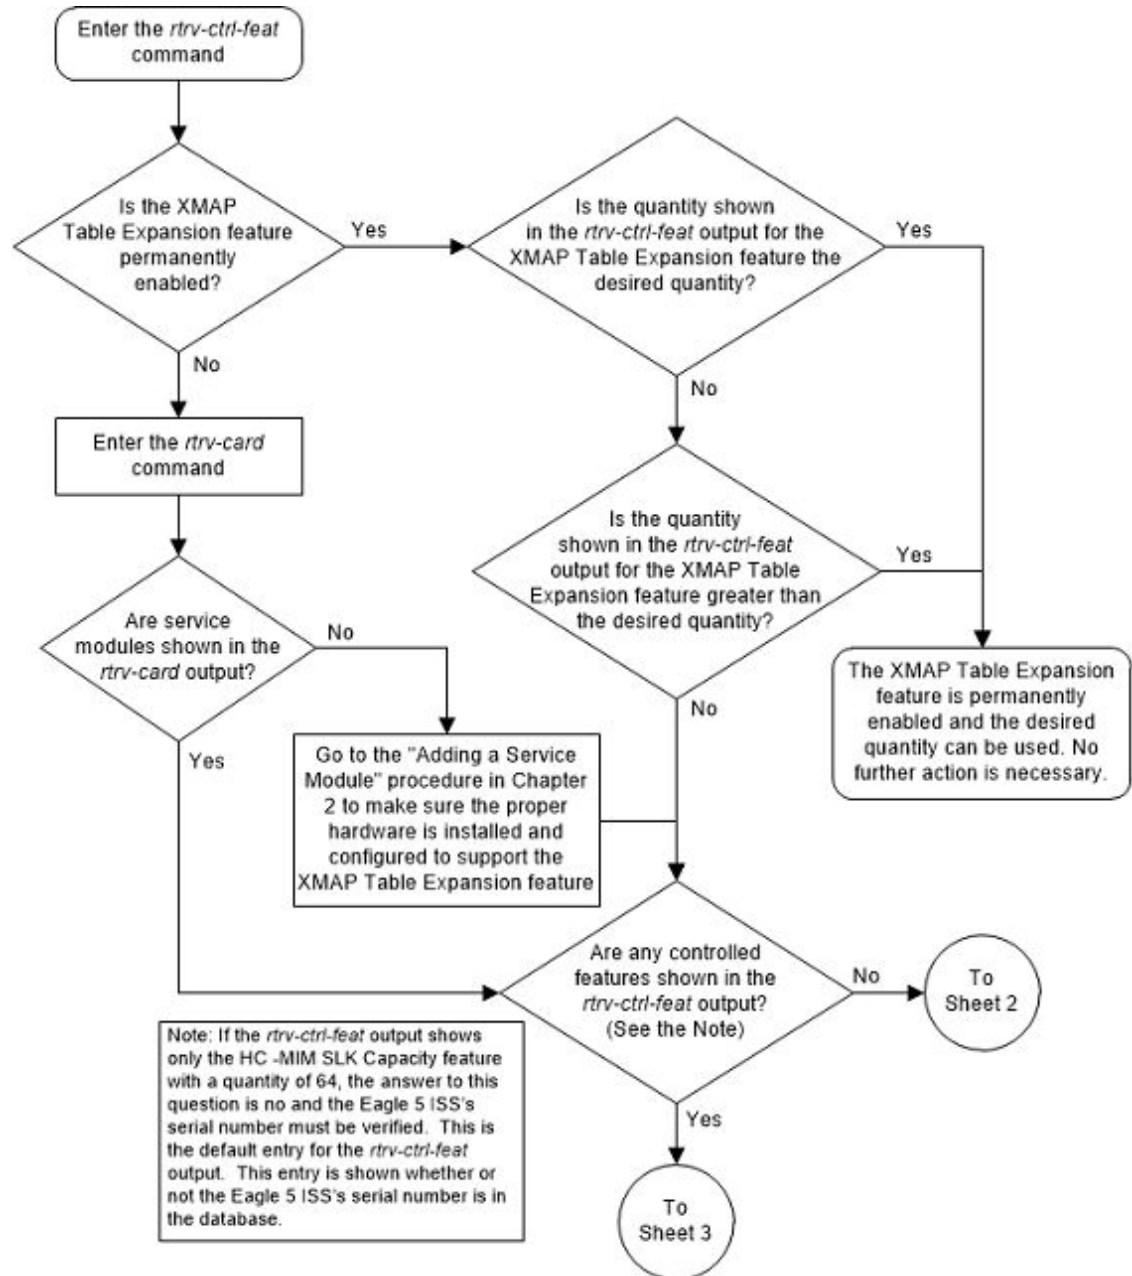 Enter the rtrv-ctrl-feat
command
Is the XMAP
Table Expansion feature
permanently
enabled?
Yes
No
Is the quantity shown
in the rtrv-ctrl-feat output for the
XMAP Table Expansion feature the
desired quantity?
Yes
No
Enter the rtrv-card
command
Is the quantity
shown in the rtrv-ctrl-feat
output for the XMAP Table
Expansion feature greater than
the desired quantity?
Yes
No
Are service
modules shown in the
rtrv-card output?
No
Yes
The XMAP Table Expansion
feature is permanently
enabled and the desired
quantity can be used. No
further action is necessary.
Go to the "Adding a Service
Module" procedure in Chapter
2 to make sure the proper
hardware is installed and
configured to support the
XMAP Table Expansion feature
Are any controlled
features shown in the
rtrv-ctrl-feat output?
(See the Note)
No
To
Sheet 2
Yes
To
Sheet 3
Note: If the rtrv-ctrl-feat output shows
only the HC -MIM SLK Capacity feature
with a quantity of 64, the answer to this
question is no and the Eagle 5 ISS's
serial number must be verified. This is
the default entry for the rtrv-ctrl-feat
output. This entry is shown whether or
not the Eagle 5 ISS's serial number is in
the database.